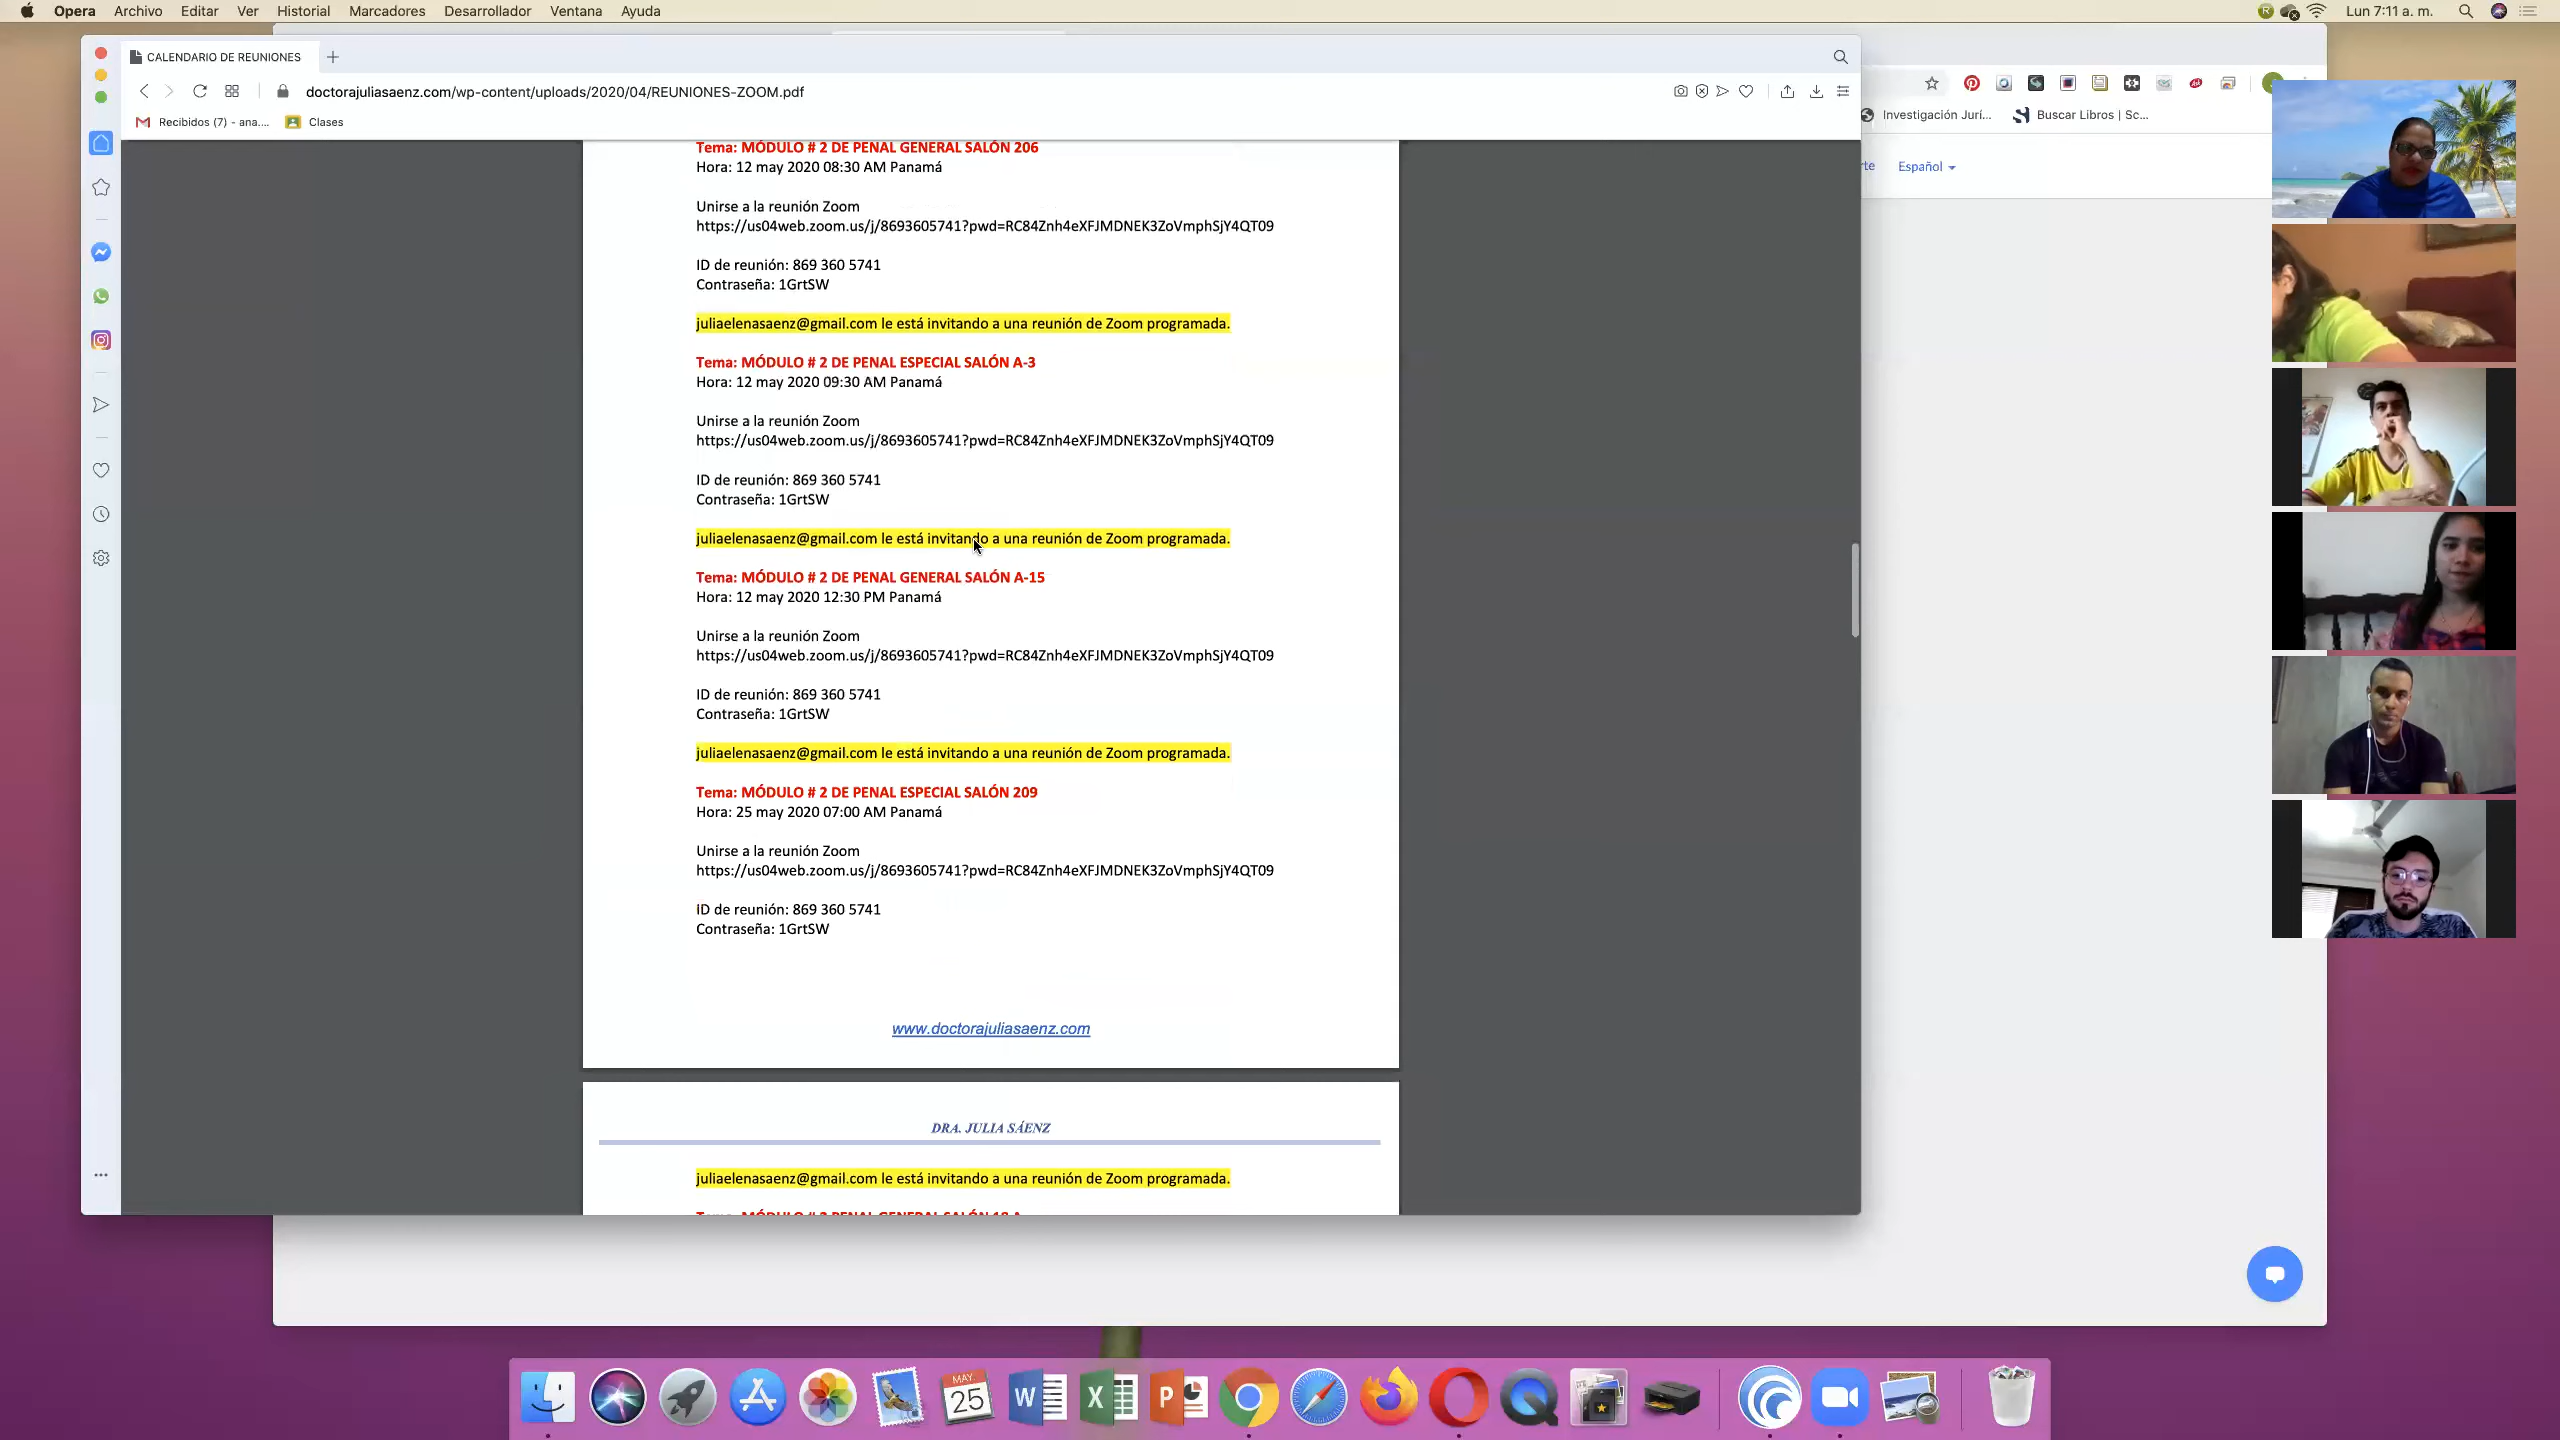 Opera Archivo Editar Ver Historial Marcadores Desarrollador Ventana Ayuda
Lun 7:11 a. m.
CALENDARIO DE REUNIONES
doctorajuliasaenz.com/wp-content/uploads/2020/04/REUNIONES-ZOOM.pdf
Recibidos (7) - ana.... Clases
Investigación Jurí... Buscar Libros | Sc...
rte Español
Tema: MÓDULO # 2 DE PENAL GENERAL SALÓN 206
Hora: 12 may 2020 08:30 AM Panamá
Unirse a la reunión Zoom
https://us04web.zoom.us/j/8693605741?pwd=RC84Znh4eXFJMDNEK3ZoVmphSjY4QT09
ID de reunión: 869 360 5741
Contraseña: 1GrtSW
juliaelenasaenz@gmail.com le está invitando a una reunión de Zoom programada.
Tema: MÓDULO # 2 DE PENAL ESPECIAL SALÓN A-3
Hora: 12 may 2020 09:30 AM Panamá
Unirse a la reunión Zoom
https://us04web.zoom.us/j/8693605741?pwd=RC84Znh4eXFJMDNEK3ZoVmphSjY4QT09
ID de reunión: 869 360 5741
Contraseña: 1GrtSW
juliaelenasaenz@gmail.com le está invitando a una reunión de Zoom programada.
Tema: MÓDULO # 2 DE PENAL GENERAL SALÓN A-15
Hora: 12 may 2020 12:30 PM Panamá
Unirse a la reunión Zoom
https://us04web.zoom.us/j/8693605741?pwd=RC84Znh4eXFJMDNEK3ZoVmphSjY4QT09
ID de reunión: 869 360 5741
Contraseña: 1GrtSW
juliaelenasaenz@gmail.com le está invitando a una reunión de Zoom programada.
Tema: MÓDULO # 2 DE PENAL ESPECIAL SALÓN 209
Hora: 25 may 2020 07:00 AM Panamá
Unirse a la reunión Zoom
https://us04web.zoom.us/j/8693605741?pwd=RC84Znh4eXFJMDNEK3ZoVmphSjY4QT09
ID de reunión: 869 360 5741
Contraseña: 1GrtSW
www.doctorajuliasaenz.com
DRA. JULIA SÁENZ
juliaelenasaenz@gmail.com le está invitando a una reunión de Zoom programada.
MAY.
25